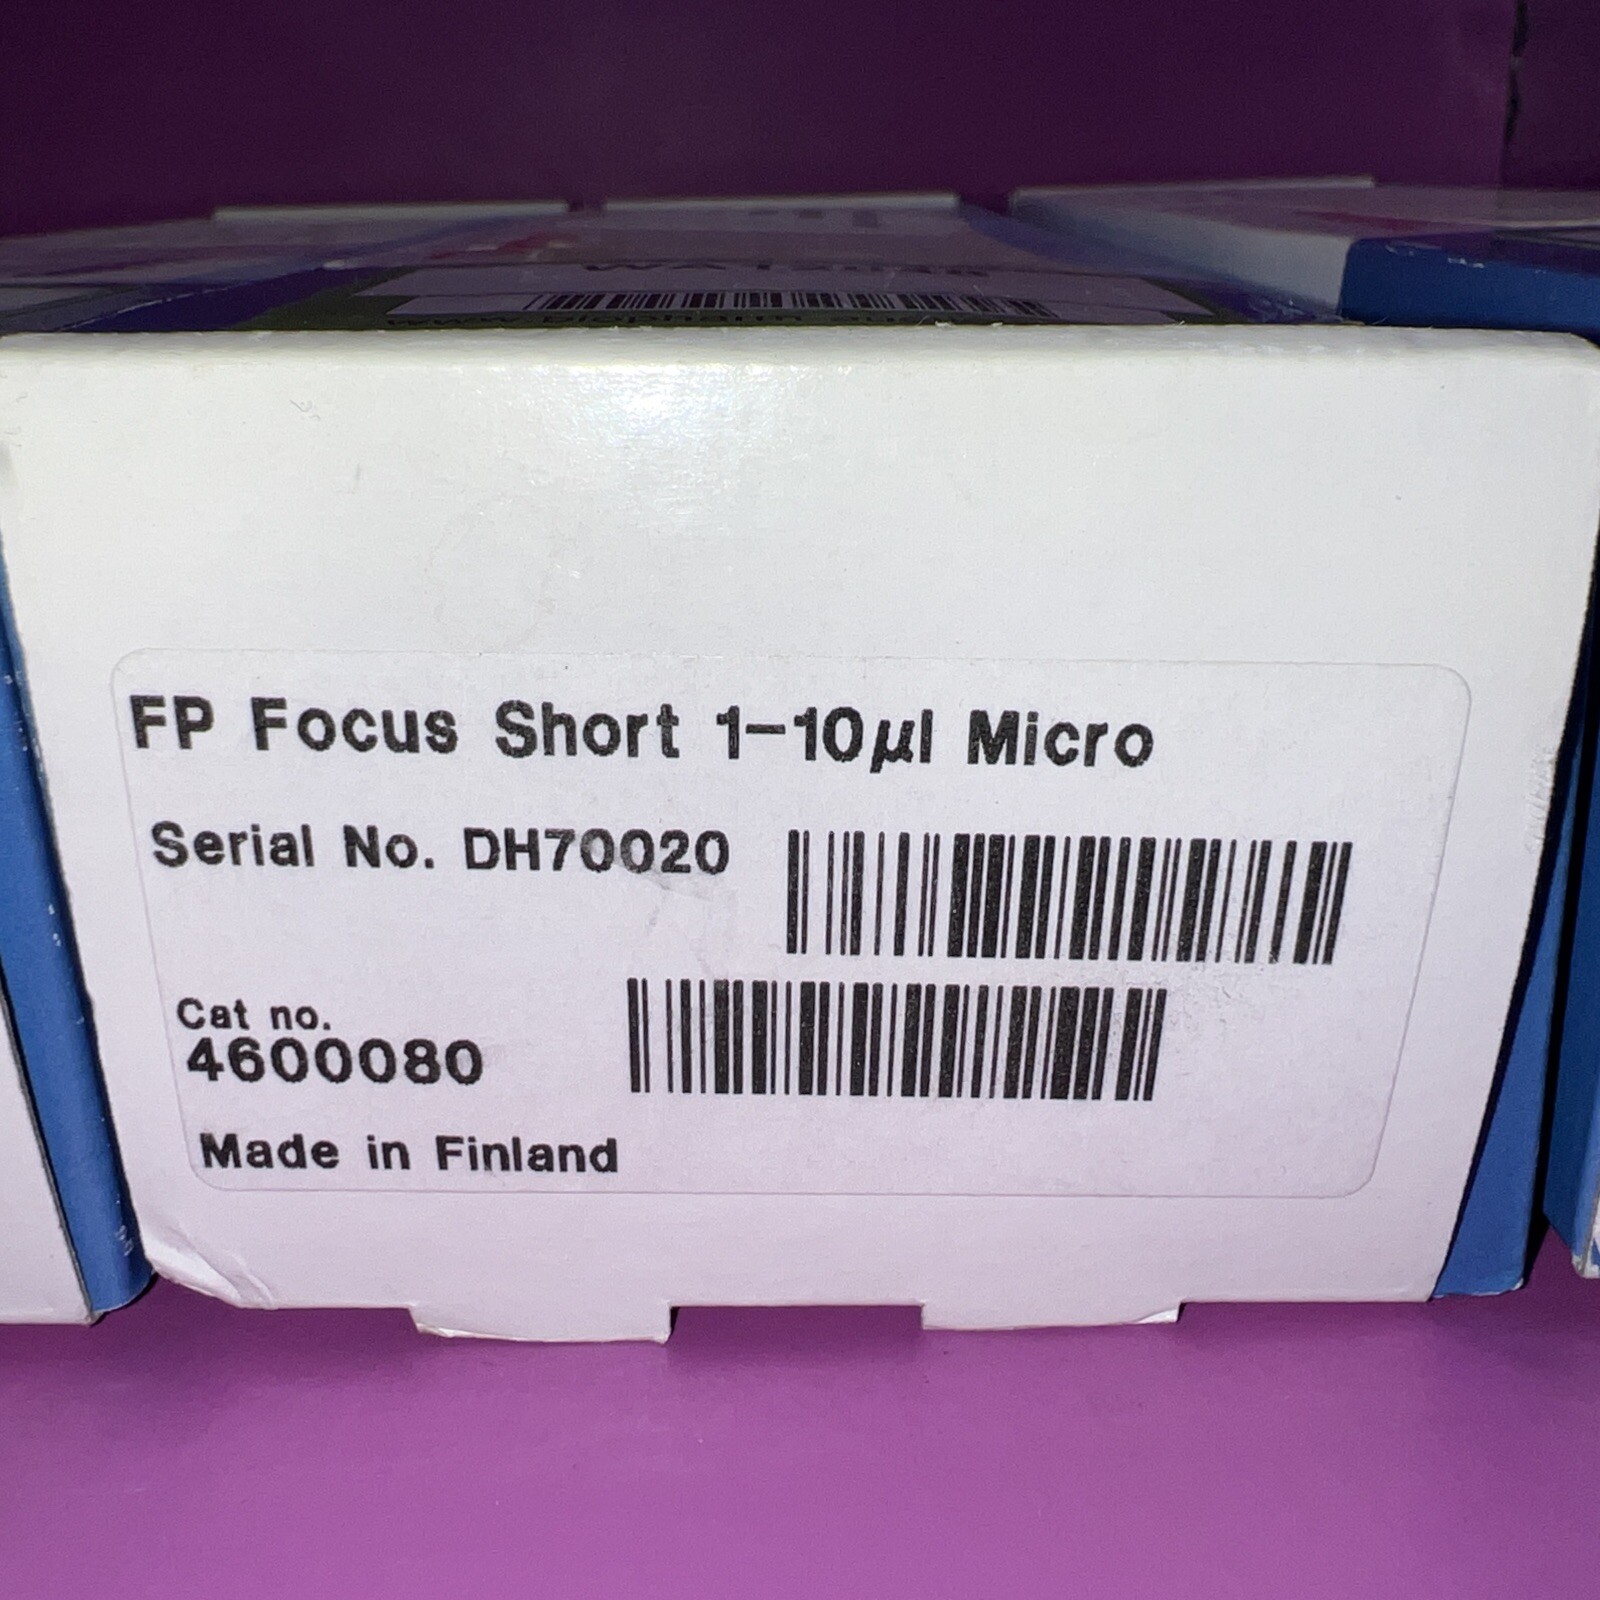 FP Focus Short 1-10µl Micro
Serial No. DH70020
Cat no.
4600080
Made in Finland